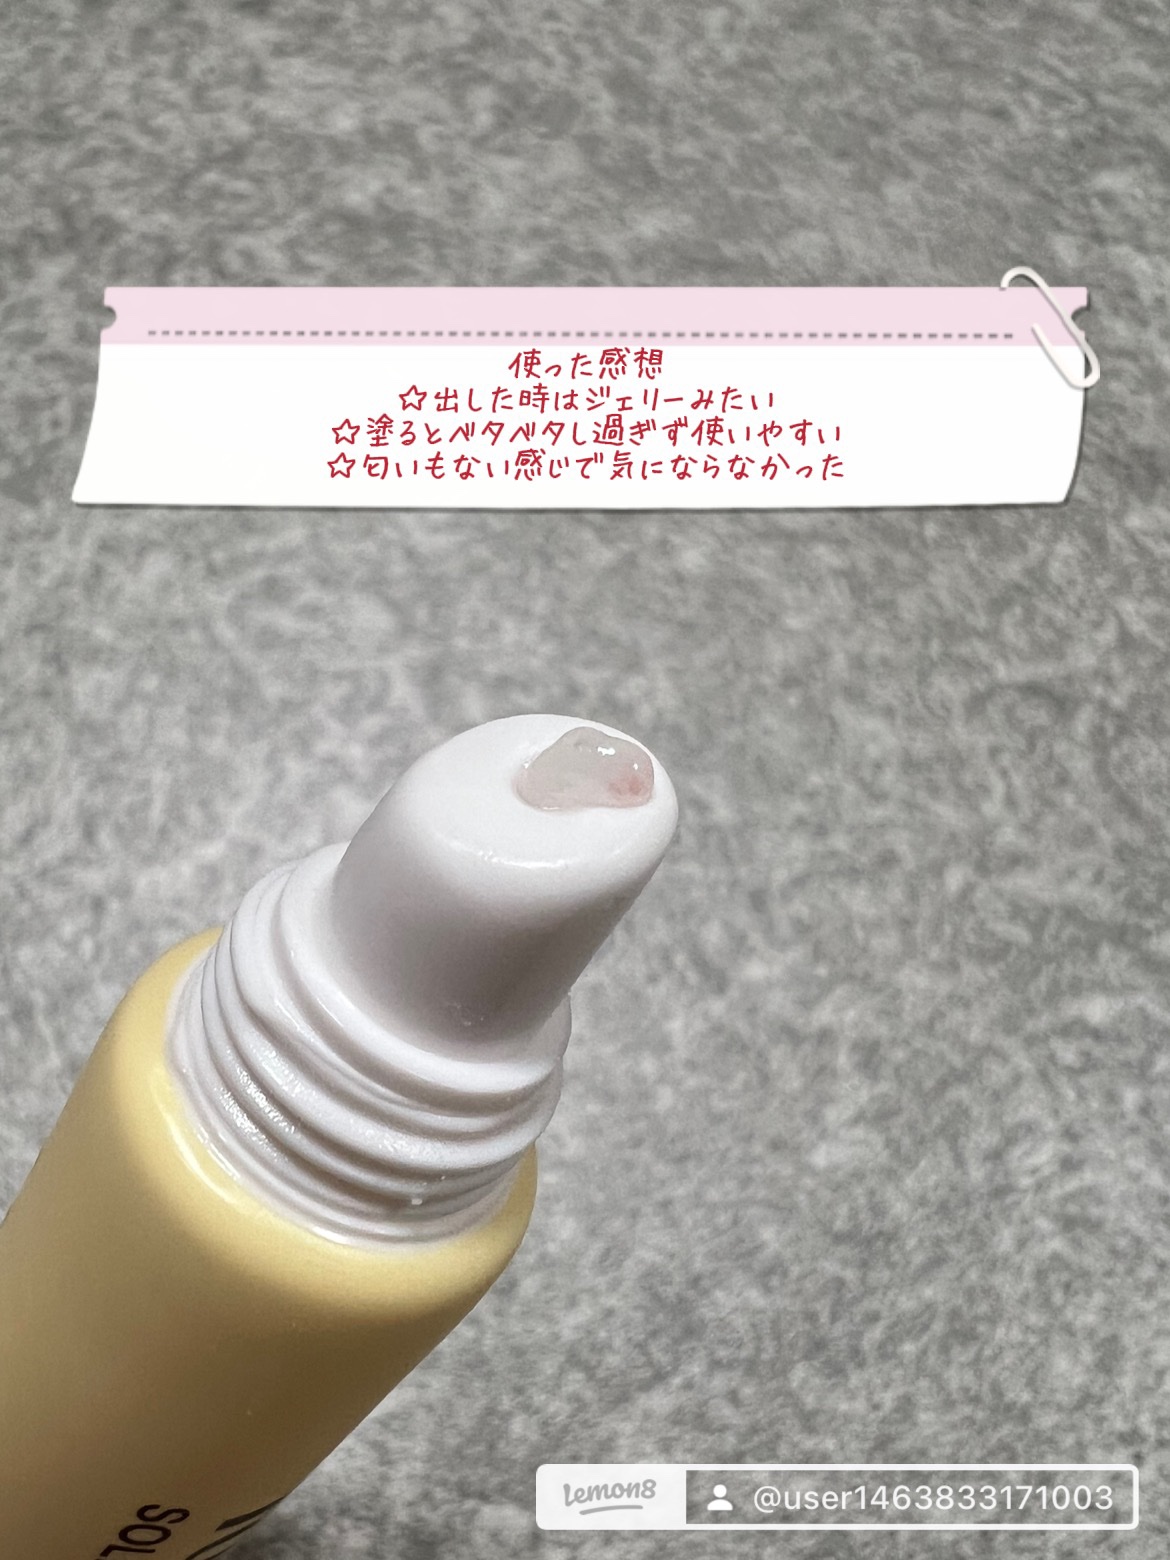 使った感想
☆出した時はジェリーみたい
☆塗るとベタベタし過ぎず使いやすい
☆匂いもない感じで気にならなかった
SOL
lemon8 @user1463833171003